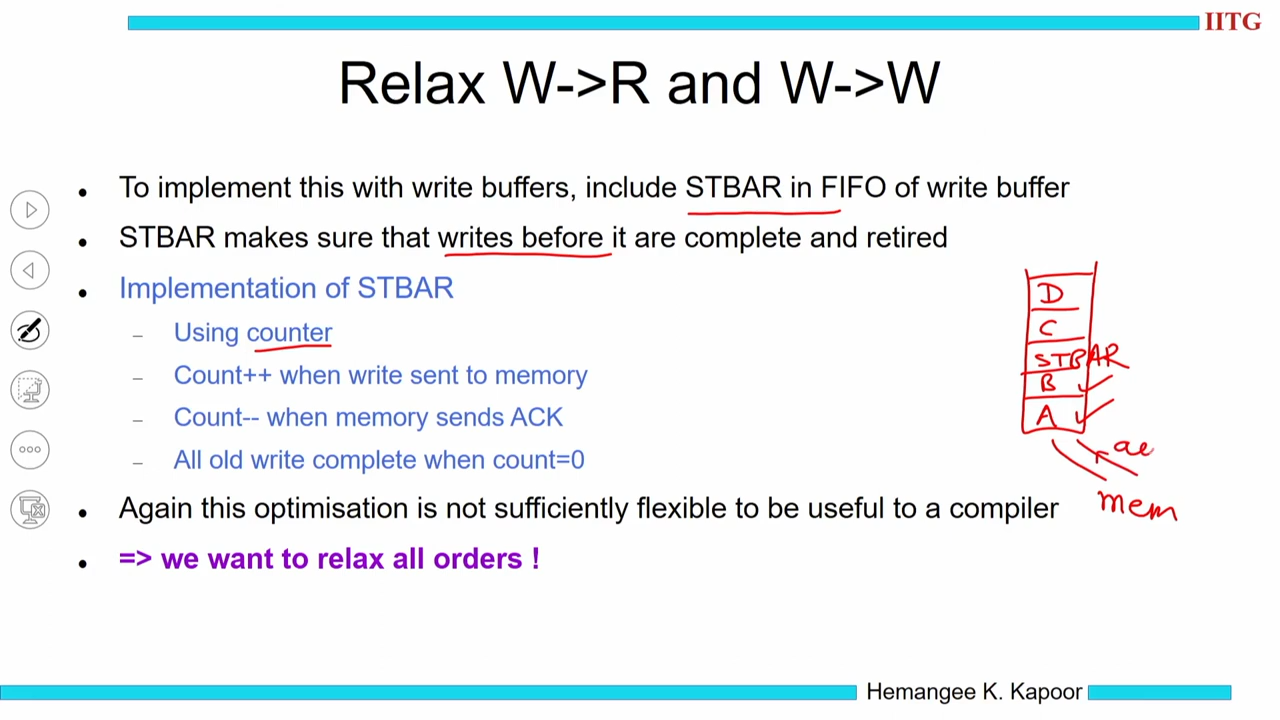 IITG
Relax W->R and W->W
• To implement this with write buffers, include STBAR in FIFO of write buffer
• STBAR makes sure that writes before it are complete and retired
• Implementation of STBAR
– Using counter
– Count++ when write sent to memory
– Count-- when memory sends ACK
– All old write complete when count=0
• Again this optimisation is not sufficiently flexible to be useful to a compiler
• => we want to relax all orders !
D
C
STBAR
B
A
mem
Hemangee K. Kapoor